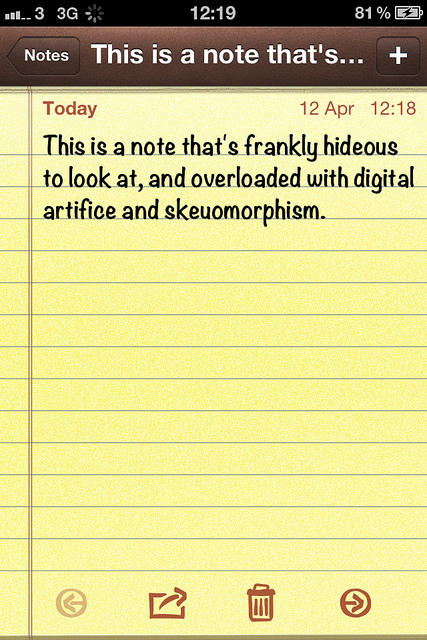 3 3G 12:19 81%
Notes This is a note that's... +
Today 12 Apr 12:18
This is a note that's frankly hideous
to look at, and overloaded with digital
artifice and skeuomorphism.